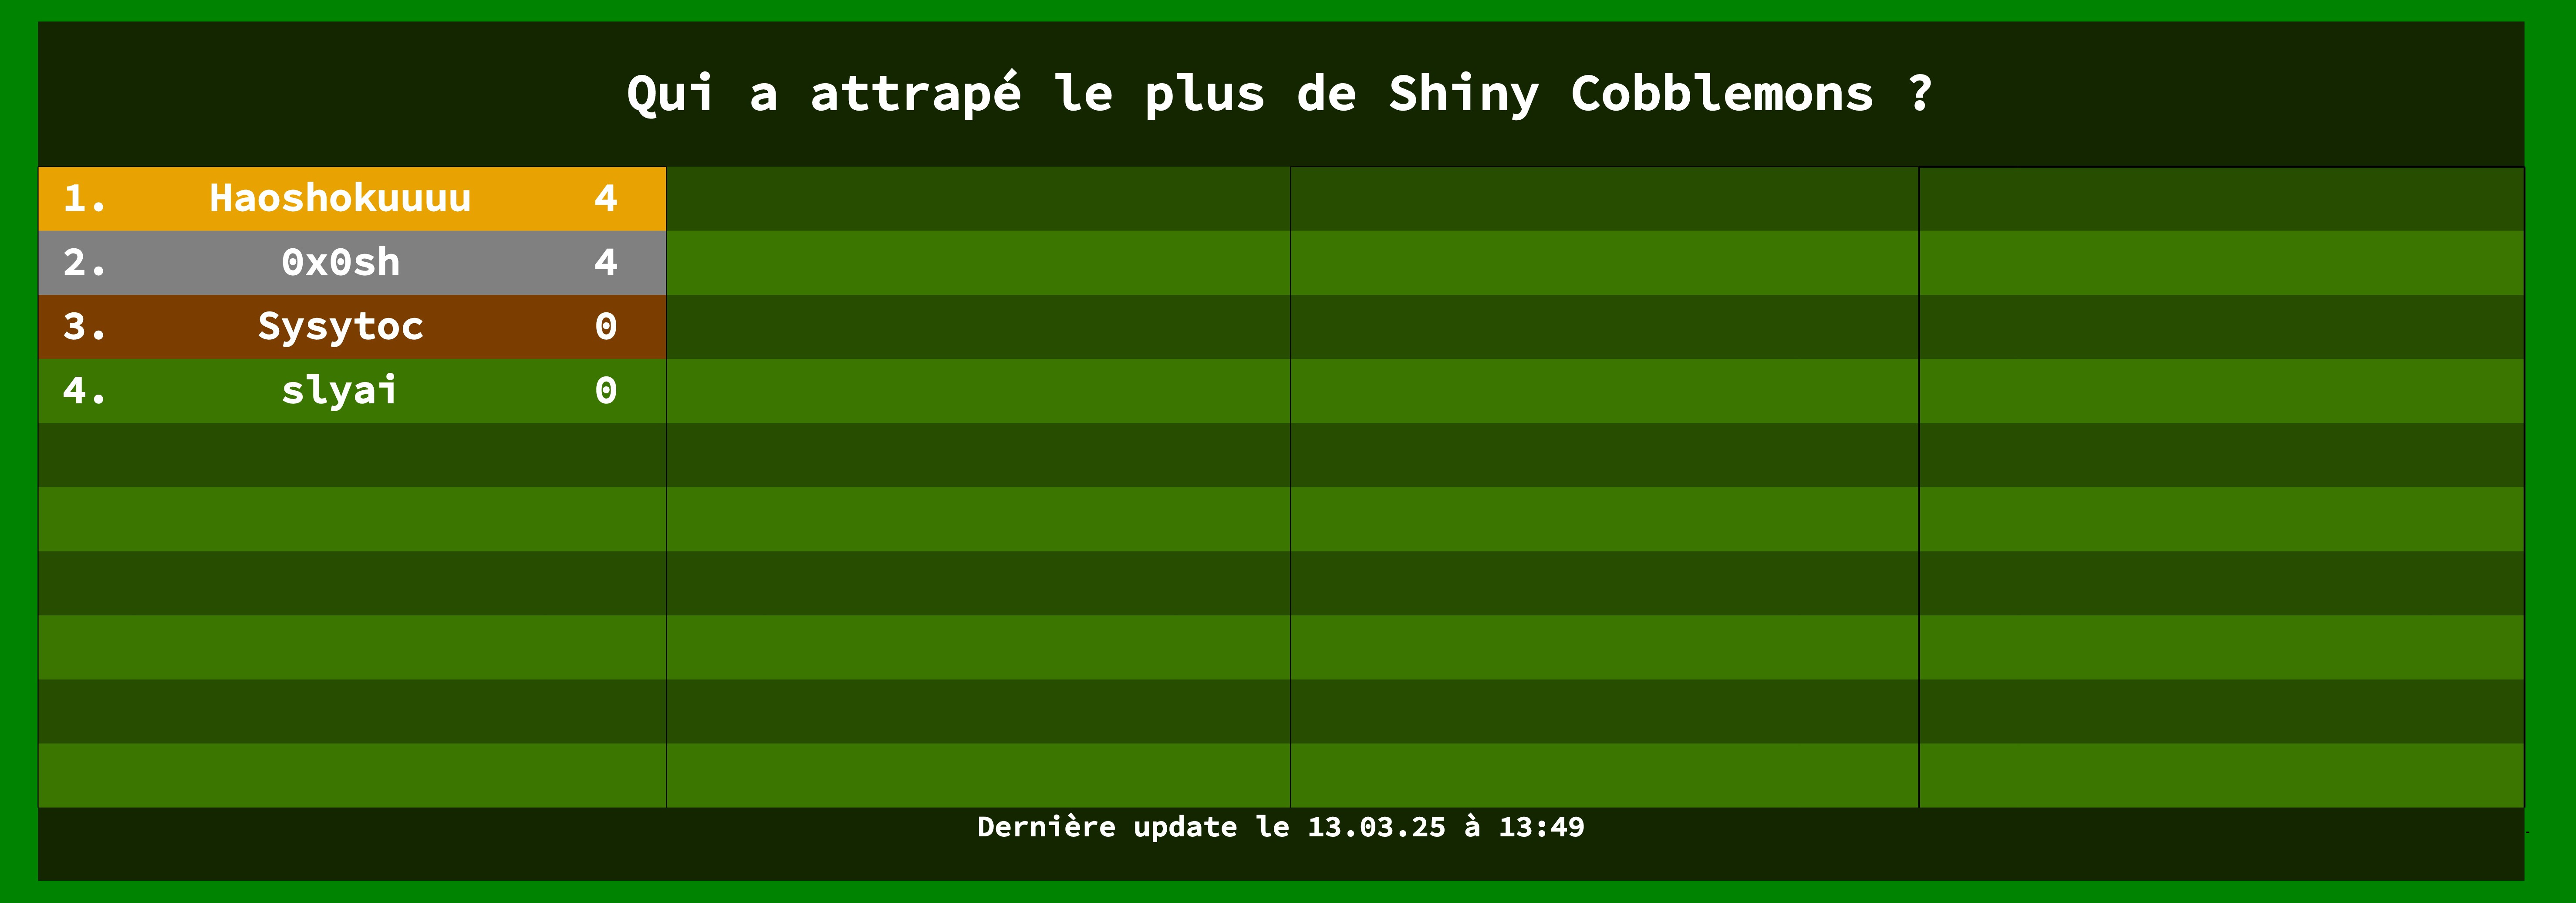 Qui a attrapé le plus de Shiny Cobblemons ?
1. Haoshokuuuu 4
2. 0x0sh 4
3. Sysytoc 0
4. slyai 0
Dernière update le 13.03.25 à 13:49